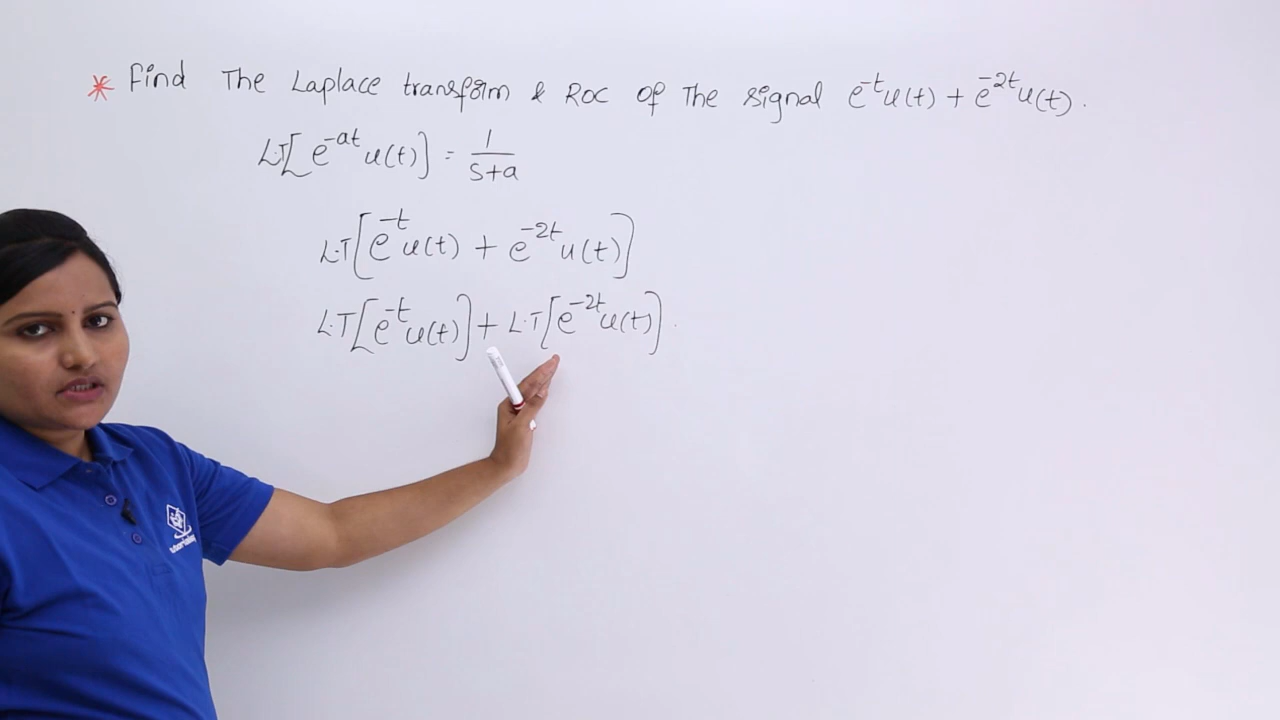 * Find The Laplace transform & ROC of The signal e^{-t}u(t) + e^{-2t}u(t).
L.T[e^{-at}u(t)] = 1/(s+a)
L.T[e^{-t}u(t) + e^{-2t}u(t)]
L.T[e^{-t}u(t)] + L.T[e^{-2t}u(t)].